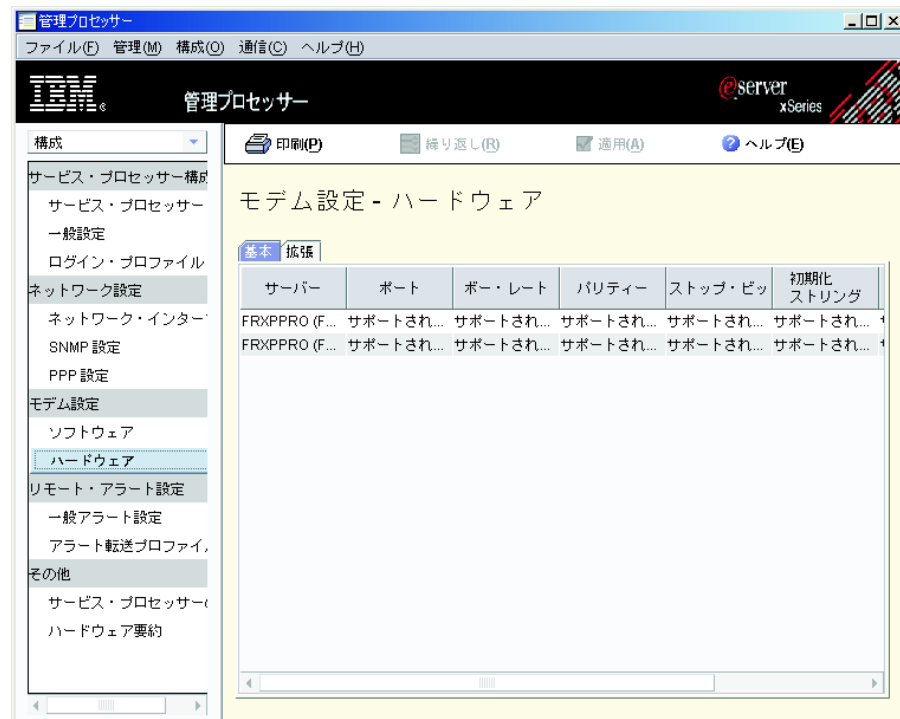 管理プロセッサー
ファイル(F) 管理(M) 構成(O) 通信(C) ヘルプ(H)
IBM® 管理プロセッサー
@server
xSeries
構成
印刷(P) 繰り返し(R) 適用(A) ヘルプ(E)
サービス・プロセッサー構成
サービス・プロセッサー
一般設定
ログイン・プロファイル
ネットワーク設定
ネットワーク・インター
SNMP 設定
PPP 設定
モデム設定
ソフトウェア
ハードウェア
リモート・アラート設定
一般アラート設定
アラート転送プロファイ
その他
サービス・プロセッサー
ハードウェア要約
モデム設定 - ハードウェア
基本 拡張
サーバー ポート ボー・レート パリティー ストップ・ビッ 初期化
ストリング
FRXPPRO (F... サポートされ... サポートされ... サポートされ... サポートされ... サポートされ...
FRXPPRO (F... サポートされ... サポートされ... サポートされ... サポートされ... サポートされ...